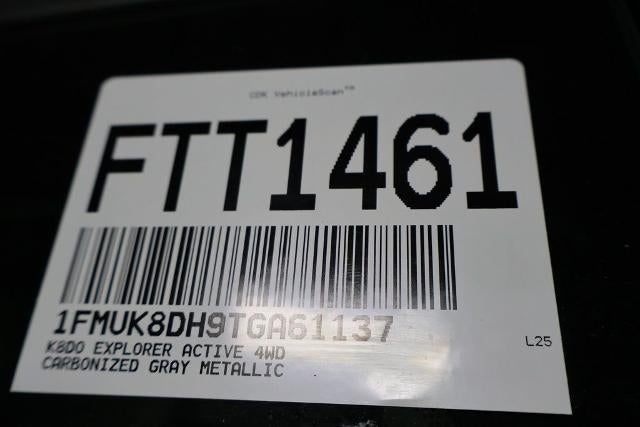 CDK VehicleScan™
FTT1461
1FMUK8DH9TGA61137
K8D0 EXPLORER ACTIVE 4WD
CARBONIZED GRAY METALLIC
L25